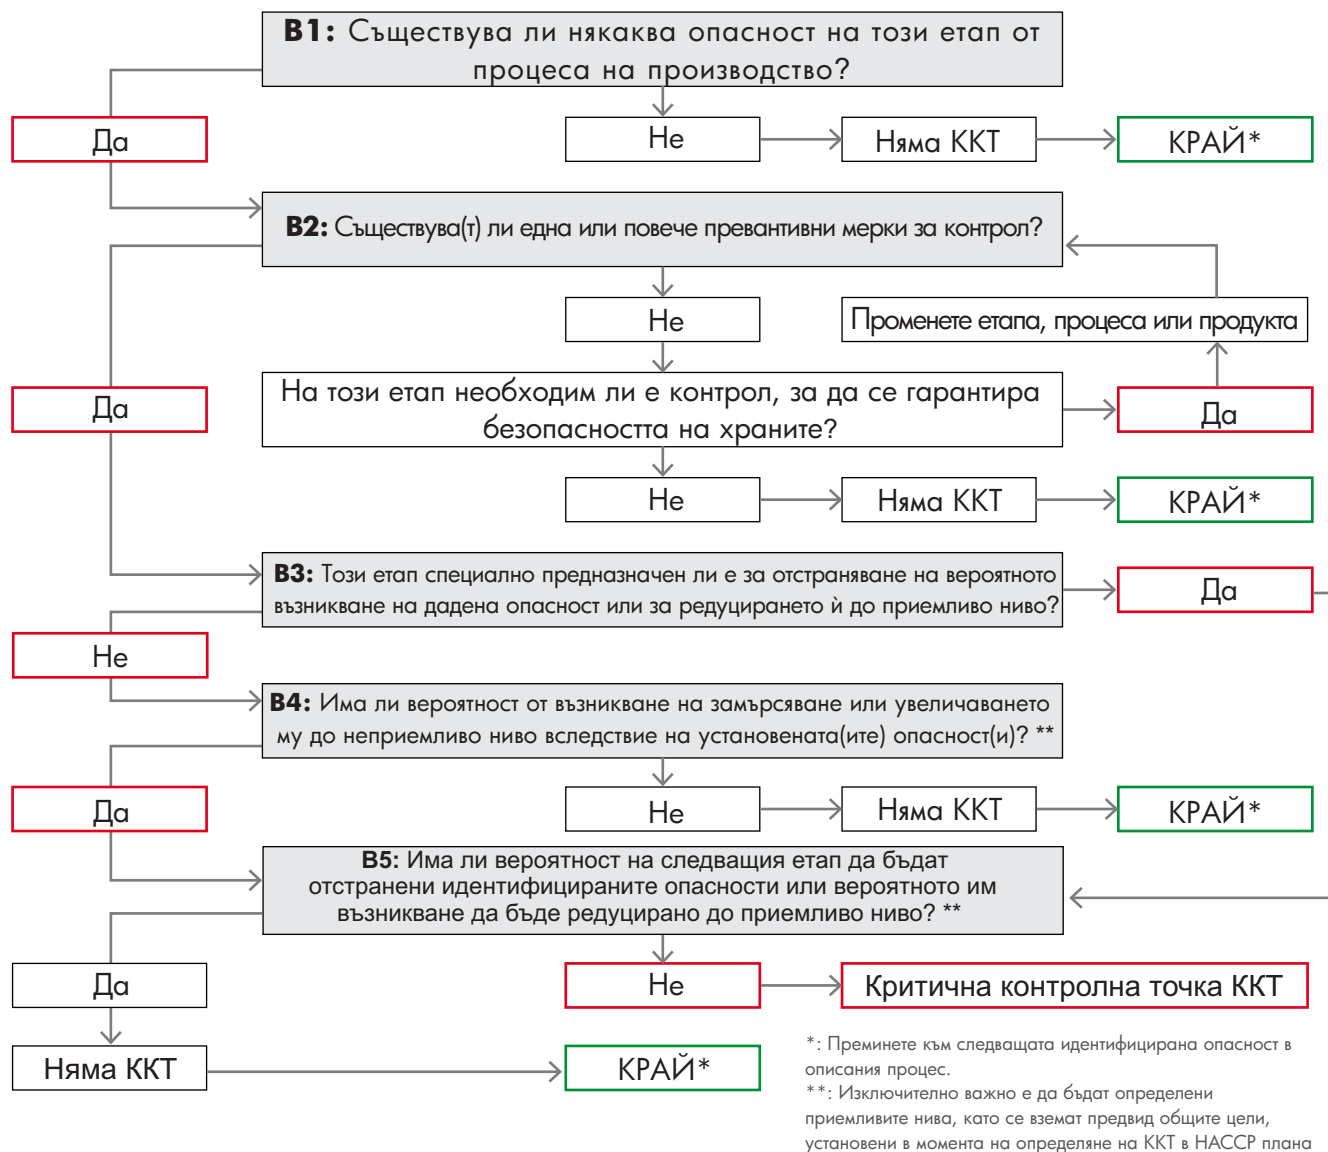 В1: Съществува ли някаква опасност на този етап от
процеса на производство?
Да
Не
Няма ККТ
КРАЙ*
В2: Съществува(т) ли една или повече превантивни мерки за контрол?
Не
Променете етапа, процеса или продукта
Да
На този етап необходим ли е контрол, за да се гарантира
безопасността на храните?
Да
Не
Няма ККТ
КРАЙ*
В3: Този етап специално предназначен ли е за отстраняване на вероятното
възникване на дадена опасност или за редуцирането ѝ до приемливо ниво?
Да
Не
В4: Има ли вероятност от възникване на замърсяване или увеличаването
му до неприемливо ниво вследствие на установената(ите) опасност(и)? **
Да
Не
Няма ККТ
КРАЙ*
В5: Има ли вероятност на следващия етап да бъдат
отстранени идентифицираните опасности или вероятното им
възникване да бъде редуцирано до приемливо ниво? **
Да
Не
Критична контролна точка ККТ
Няма ККТ
КРАЙ*
*: Преминете към следващата идентифицирана опасност в
описания процес.
**: Изключително важно е да бъдат определени
приемливите нива, като се вземат предвид общите цели,
установени в момента на определяне на ККТ в НАССР плана